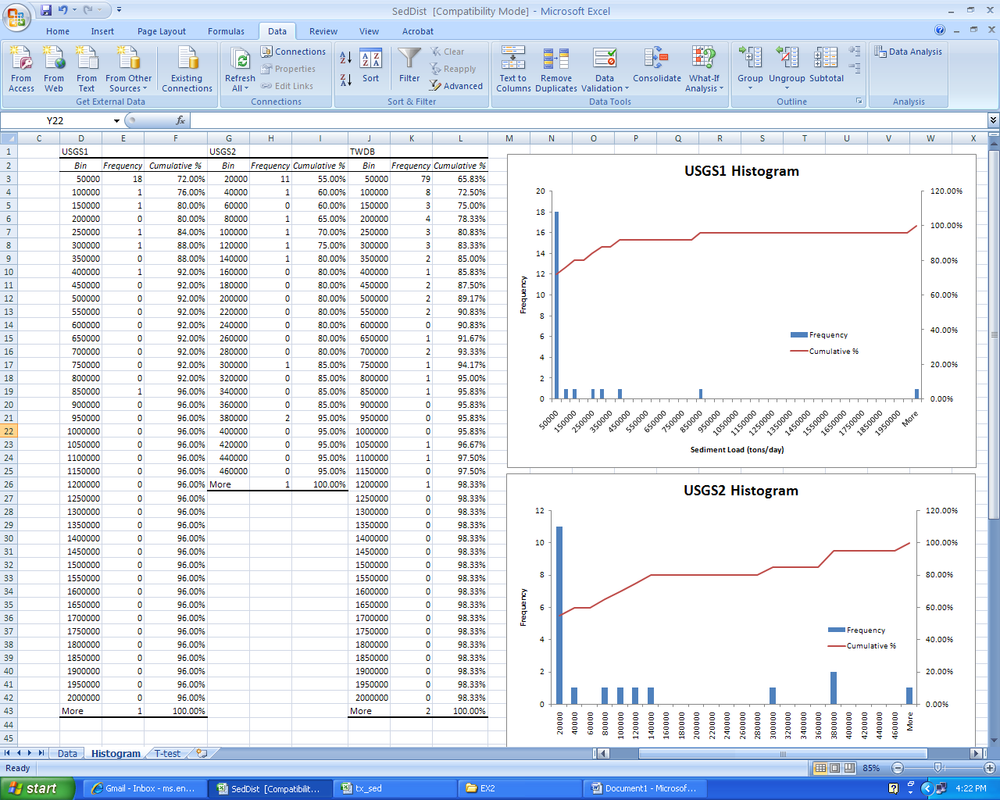 SedDist [Compatibility Mode] - Microsoft Excel
Home Insert Page Layout Formulas Data Review View Acrobat
From Access
From Web
From Text
From Other Sources
Existing Connections
Get External Data
Refresh All
Connections
Properties
Edit Links
Connections
Sort
Filter
Clear
Reapply
Advanced
Sort & Filter
Text to Columns
Remove Duplicates
Data Validation
Consolidate
What-If Analysis
Data Tools
Group
Ungroup
Subtotal
Outline
Data Analysis
Analysis
Y22 fx
C D E F G H I J K L M N O P Q R S T U V W X
1 USGS1 USGS2 TWDB
2 Bin Frequency Cumulative % Bin Frequency Cumulative % Bin Frequency Cumulative %
3 50000 18 72.00% 20000 11 55.00% 50000 79 65.83%
4 100000 1 76.00% 40000 1 60.00% 100000 8 72.50%
5 150000 1 80.00% 60000 0 60.00% 150000 3 75.00%
6 200000 0 80.00% 80000 1 65.00% 200000 4 78.33%
7 250000 1 84.00% 100000 1 70.00% 250000 3 80.83%
8 300000 1 88.00% 120000 1 75.00% 300000 3 83.33%
9 350000 0 88.00% 140000 1 80.00% 350000 2 85.00%
10 400000 1 92.00% 160000 0 80.00% 400000 1 85.83%
11 450000 0 92.00% 180000 0 80.00% 450000 2 87.50%
12 500000 0 92.00% 200000 0 80.00% 500000 2 89.17%
13 550000 0 92.00% 220000 0 80.00% 550000 2 90.83%
14 600000 0 92.00% 240000 0 80.00% 600000 0 90.83%
15 650000 0 92.00% 260000 0 80.00% 650000 1 91.67%
16 700000 0 92.00% 280000 0 80.00% 700000 2 93.33%
17 750000 0 92.00% 300000 1 85.00% 750000 1 94.17%
18 800000 0 92.00% 320000 0 85.00% 800000 1 95.00%
19 850000 1 96.00% 340000 0 85.00% 850000 1 95.83%
20 900000 0 96.00% 360000 0 85.00% 900000 0 95.83%
21 950000 0 96.00% 380000 2 95.00% 950000 0 95.83%
22 1000000 0 96.00% 400000 0 95.00% 1000000 0 95.83%
23 1050000 0 96.00% 420000 0 95.00% 1050000 1 96.67%
24 1100000 0 96.00% 440000 0 95.00% 1100000 1 97.50%
25 1150000 0 96.00% 460000 0 95.00% 1150000 0 97.50%
26 1200000 0 96.00% More 1 100.00% 1200000 1 98.33%
27 1250000 0 96.00% 1250000 0 98.33%
28 1300000 0 96.00% 1300000 0 98.33%
29 1350000 0 96.00% 1350000 0 98.33%
30 1400000 0 96.00% 1400000 0 98.33%
31 1450000 0 96.00% 1450000 0 98.33%
32 1500000 0 96.00% 1500000 0 98.33%
33 1550000 0 96.00% 1550000 0 98.33%
34 1600000 0 96.00% 1600000 0 98.33%
35 1650000 0 96.00% 1650000 0 98.33%
36 1700000 0 96.00% 1700000 0 98.33%
37 1750000 0 96.00% 1750000 0 98.33%
38 1800000 0 96.00% 1800000 0 98.33%
39 1850000 0 96.00% 1850000 0 98.33%
40 1900000 0 96.00% 1900000 0 98.33%
41 1950000 0 96.00% 1950000 0 98.33%
42 2000000 0 96.00% 2000000 0 98.33%
43 More 1 100.00% More 2 100.00%
44
45
USGS1 Histogram
20 18 16 14 12 10 8 6 4 2 0
Frequency
120.00% 100.00% 80.00% 60.00% 40.00% 20.00% 0.00%
Frequency
Cumulative %
50000 150000 250000 350000 450000 550000 650000 750000 850000 950000 1050000 1150000 1250000 1350000 1450000 1550000 1650000 1750000 1850000 1950000 More
Sediment Load (tons/day)
USGS2 Histogram
12 10 8 6 4 2 0
Frequency
120.00% 100.00% 80.00% 60.00% 40.00% 20.00% 0.00%
Frequency
Cumulative %
20000 40000 60000 80000 100000 120000 140000 160000 180000 200000 220000 240000 260000 280000 300000 320000 340000 360000 380000 400000 420000 440000 460000 More
Data Histogram T-test
Ready 85%
start Gmail - Inbox - ms.en... SedDist [Compatibilit... tx_sed EX2 Document1 - Microsof... 4:22 PM